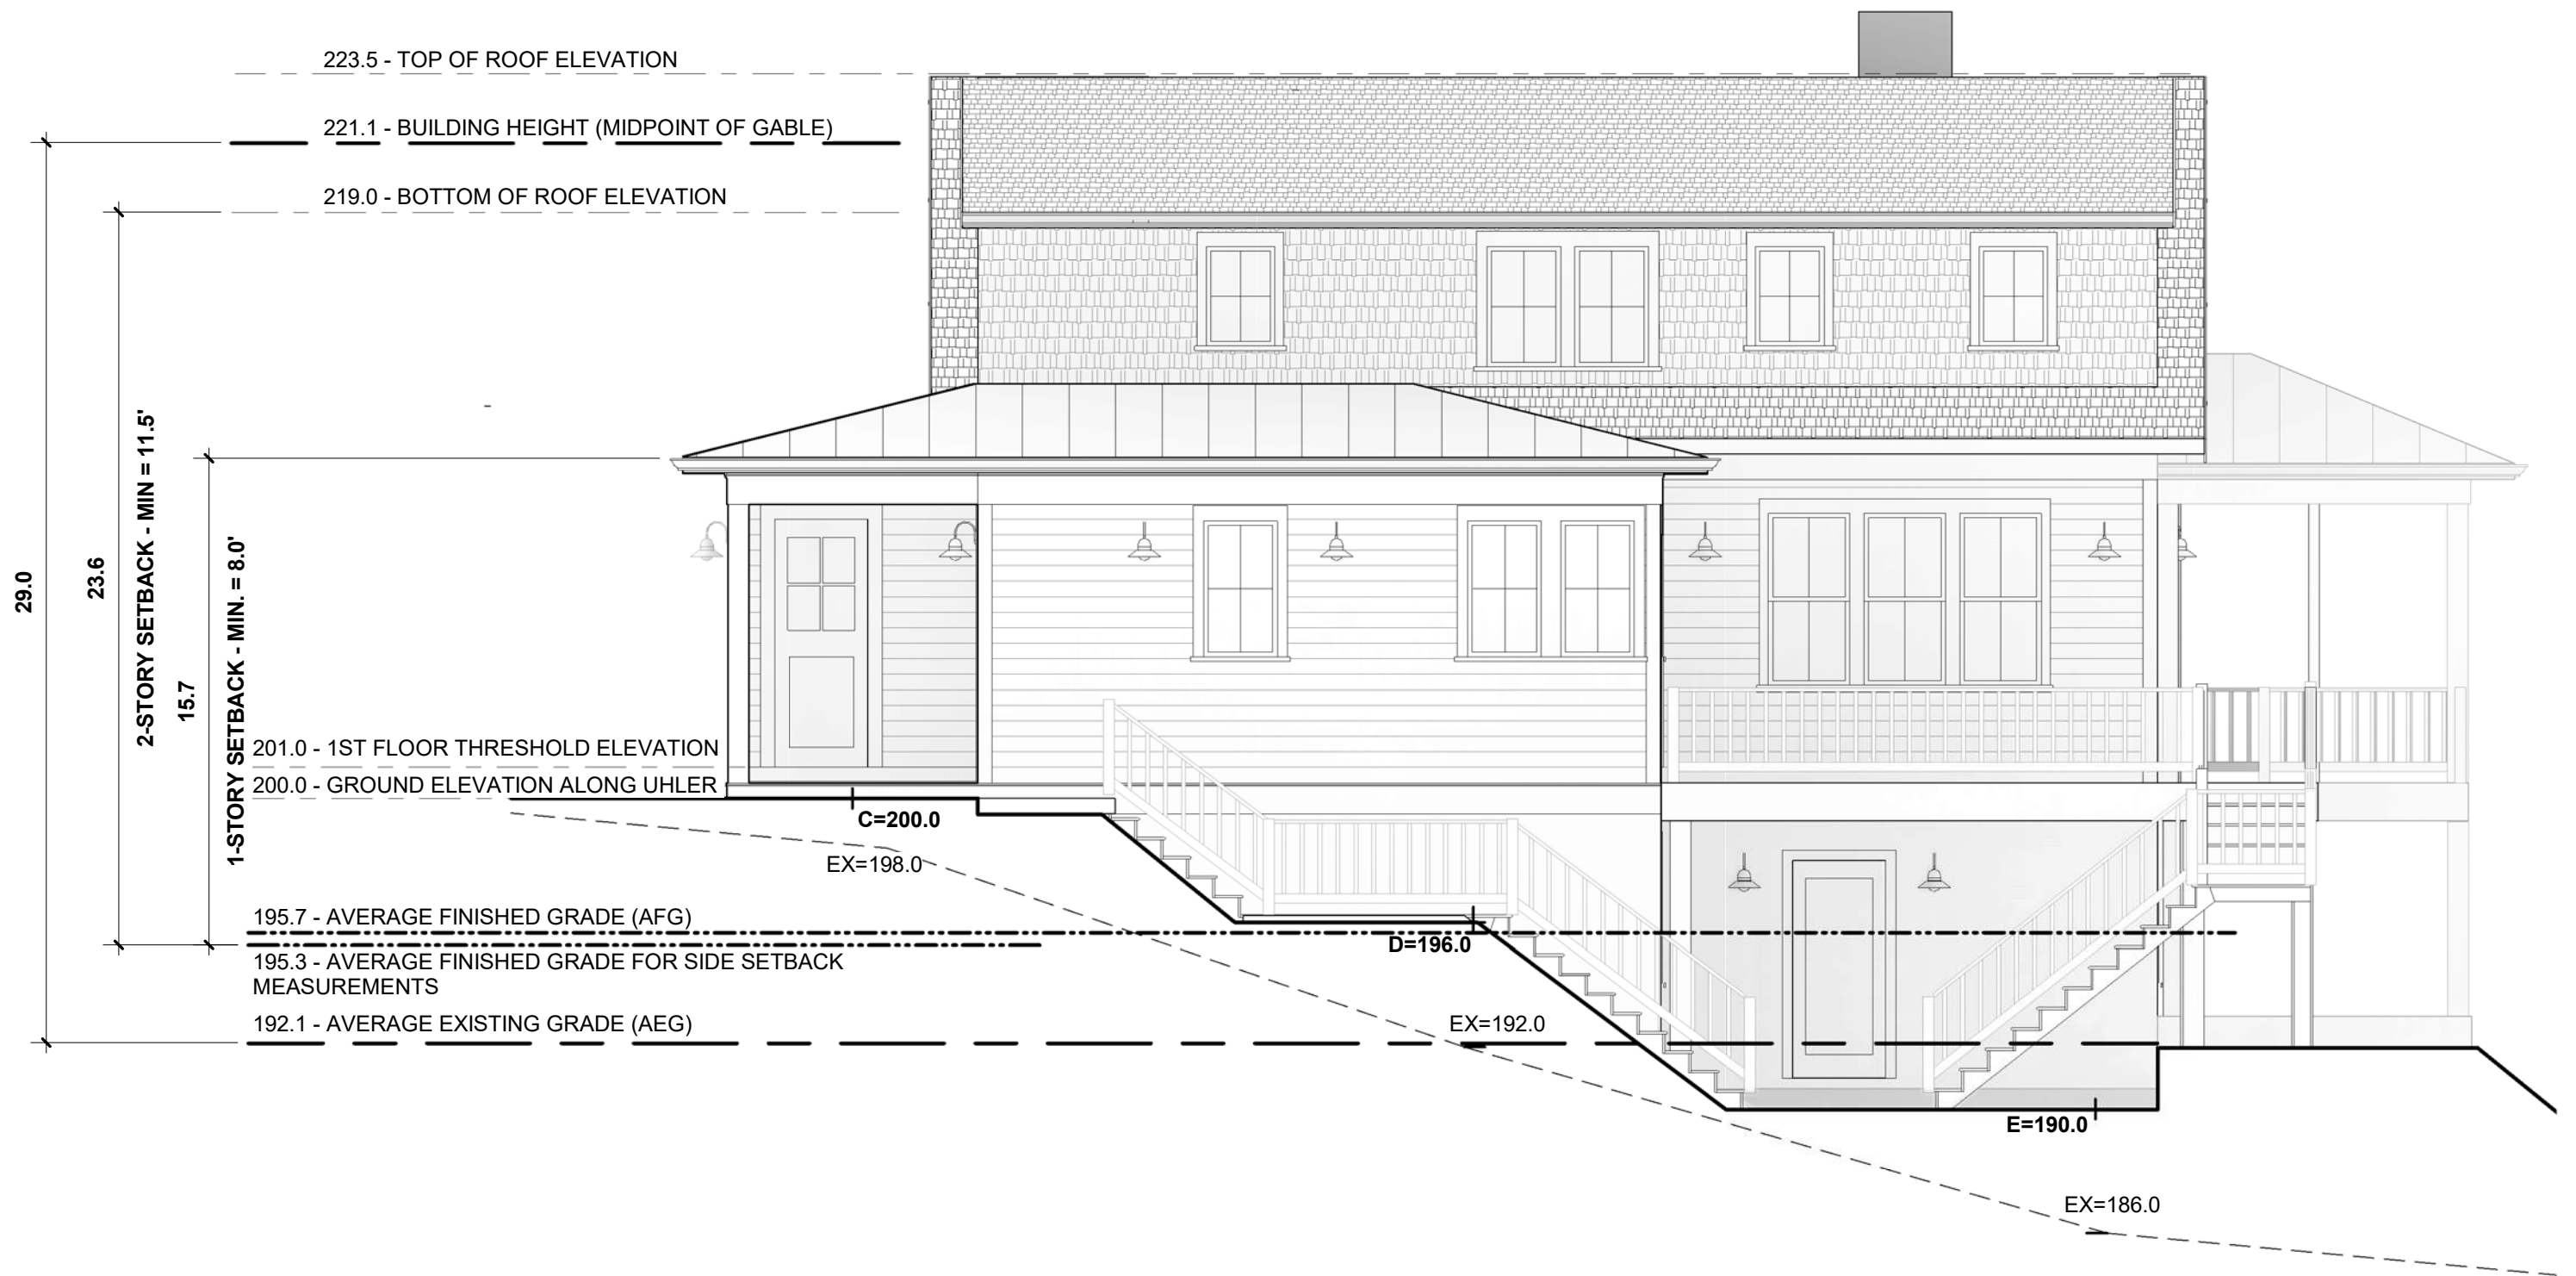 223.5 - TOP OF ROOF ELEVATION
221.1 - BUILDING HEIGHT (MIDPOINT OF GABLE)
219.0 - BOTTOM OF ROOF ELEVATION
29.0
23.6
2-STORY SETBACK - MIN = 11.5'
15.7
1-STORY SETBACK - MIN. = 8.0'
201.0 - 1ST FLOOR THRESHOLD ELEVATION
200.0 - GROUND ELEVATION ALONG UHLER
C=200.0
EX=198.0
195.7 - AVERAGE FINISHED GRADE (AFG)
D=196.0
195.3 - AVERAGE FINISHED GRADE FOR SIDE SETBACK
MEASUREMENTS
192.1 - AVERAGE EXISTING GRADE (AEG)
EX=192.0
E=190.0
EX=186.0